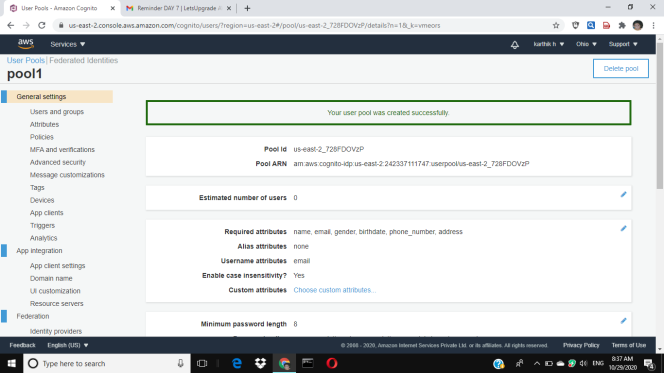 User Pools - Amazon Cognito
Reminder DAY 7 | LetsUpgrade A
us-east-2.console.aws.amazon.com/cognito/users/?region=us-east-2#/pool/us-east-2_728FDOVzP/details?n=1&_k=vmeors
aws
Services
karthik h
Ohio
Support
User Pools | Federated Identities
pool1
Delete pool
General settings
Users and groups
Attributes
Policies
MFA and verifications
Advanced security
Message customizations
Tags
Devices
App clients
Triggers
Analytics
App integration
App client settings
Domain name
UI customization
Resource servers
Federation
Identity providers
Your user pool was created successfully.
Pool Id us-east-2_728FDOVzP
Pool ARN arn:aws:cognito-idp:us-east-2:242337111747:userpool/us-east-2_728FDOVzP
Estimated number of users 0
Required attributes name, email, gender, birthdate, phone_number, address
Alias attributes none
Username attributes email
Enable case insensitivity? Yes
Custom attributes Choose custom attributes...
Minimum password length 8
Feedback
English (US)
© 2008 - 2020, Amazon Internet Services Private Ltd. or its affiliates. All rights reserved.
Privacy Policy
Terms of Use
Type here to search
ENG
8:37 AM
10/29/2020